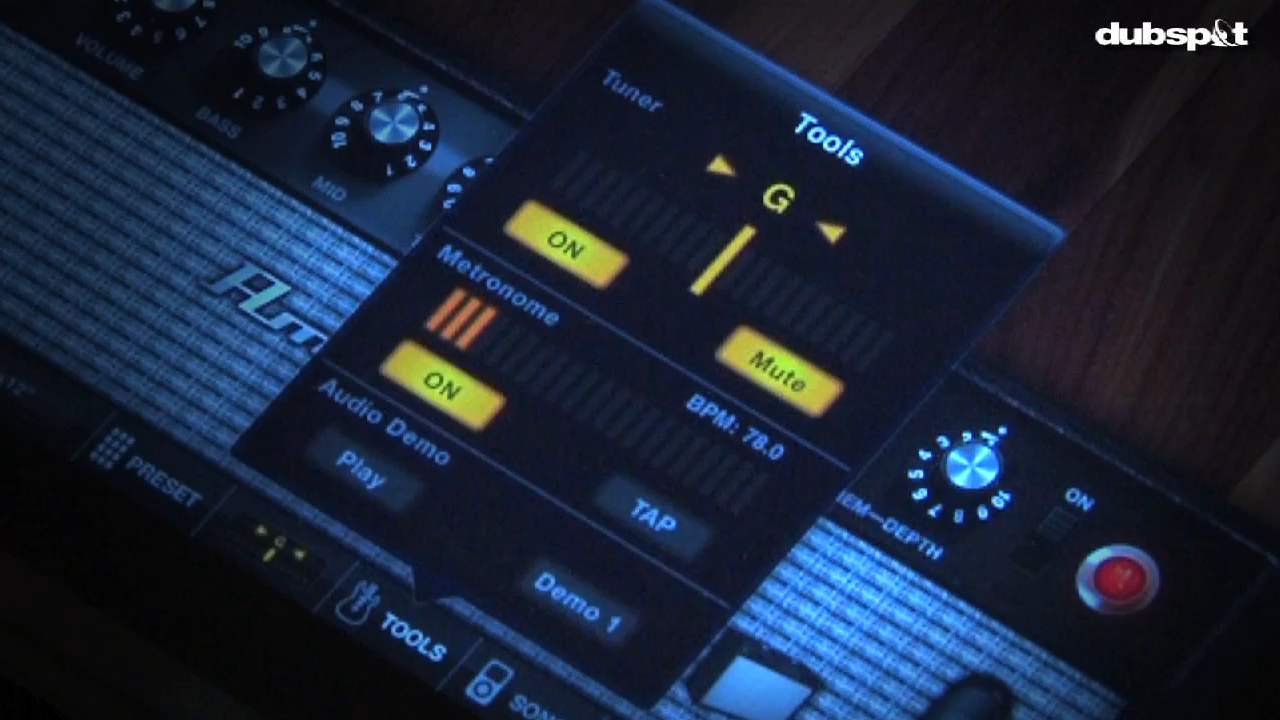 dubspot
VOLUME
BASS
MID
Tools
Tuner
G
ON
Mute
Metronome
ON
BPM: 78.0
TAP
Audio Demo
Play
Demo 1
PRESET
TOOLS
ON